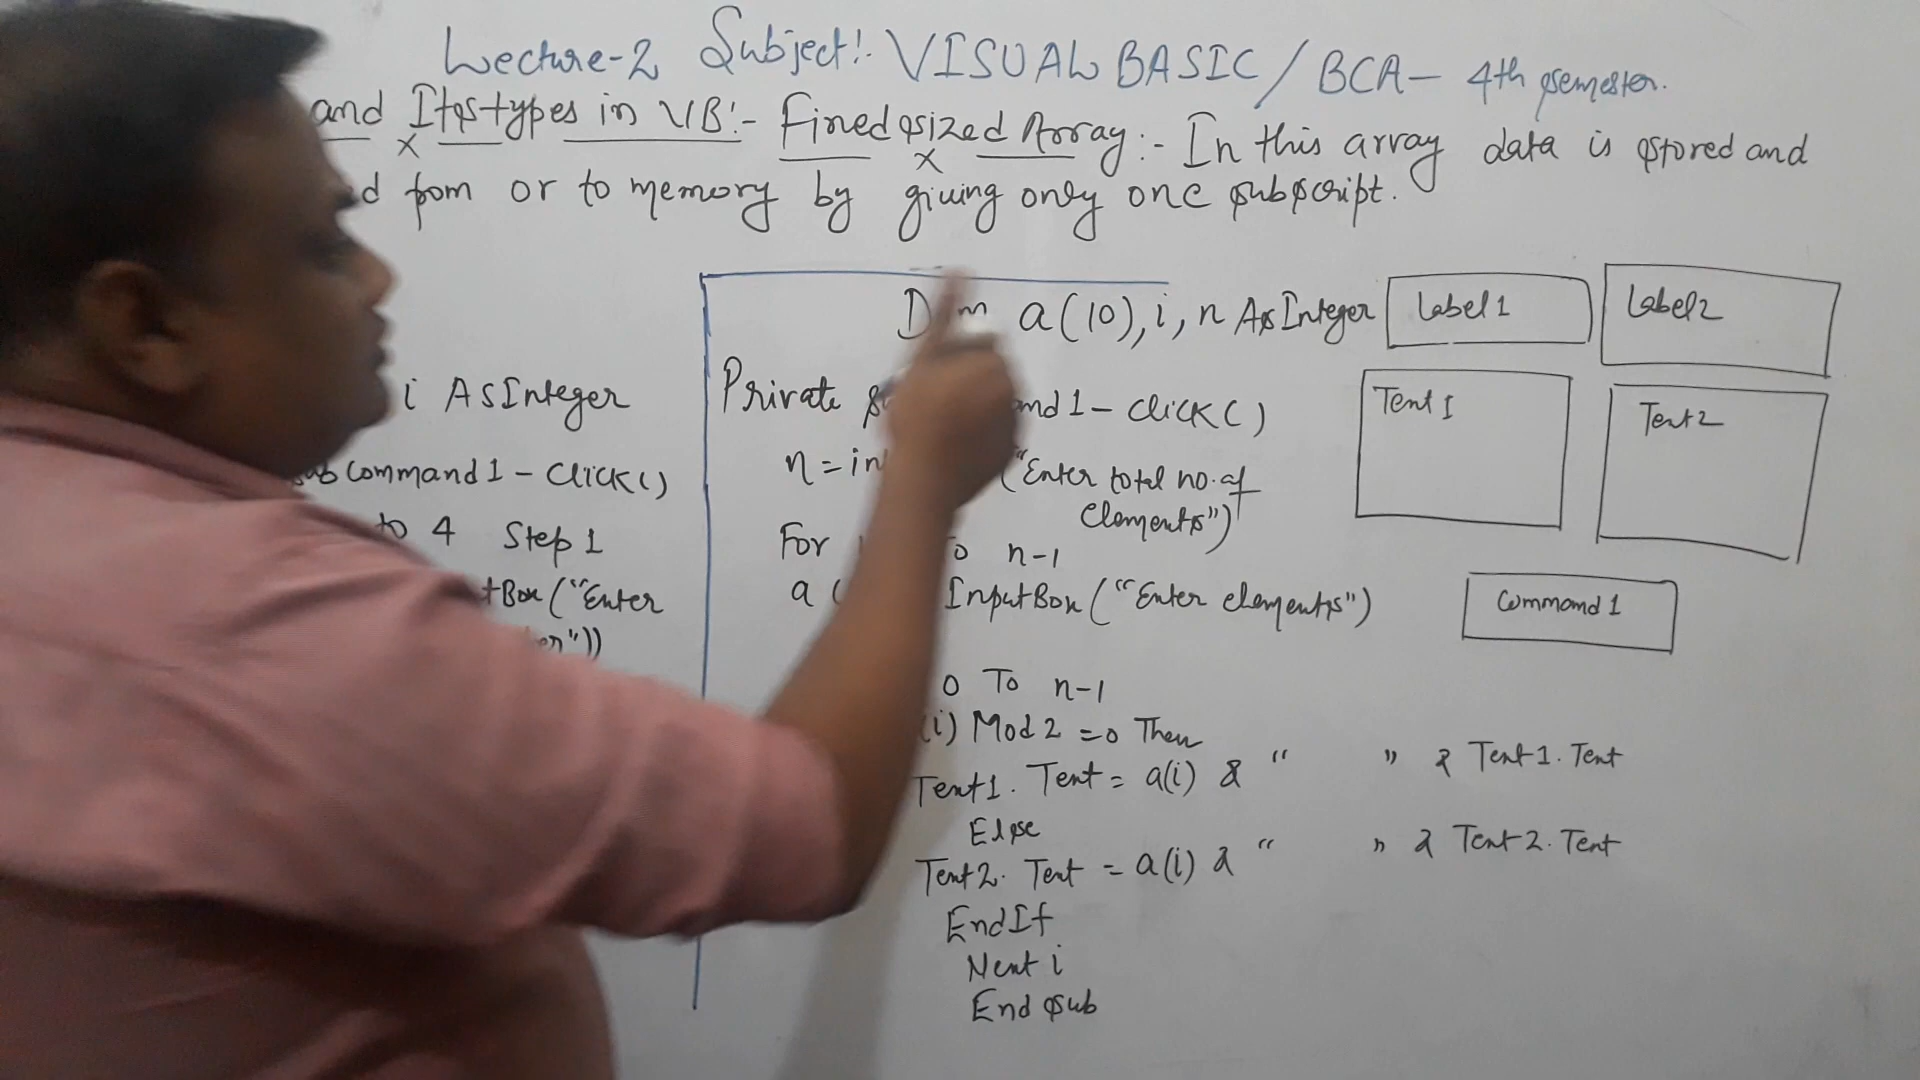 Lecture-2 Subject:- VISUAL BASIC / BCA- 4th Semester.
and Its types in VB:- Fixed sized Array:- In this array data is stored and
from or to memory by giving only one subscript.
i As Integer
Command1-Click()
to 4 Step 1
Box("Enter
"))
Dim a(10), i, n As Integer
Private Command1-Click()
n = ("Enter total no. of
elements")
For n-1
a( InputBox("Enter elements")
0 To n-1
(i) Mod 2 = 0 Then
Text1. Text = a(i) & " " & Text1. Text
Else
Text2. Text = a(i) & " " & Text2. Text
End If
Next i
End Sub
Label1
Label2
Text1
Text2
Command1